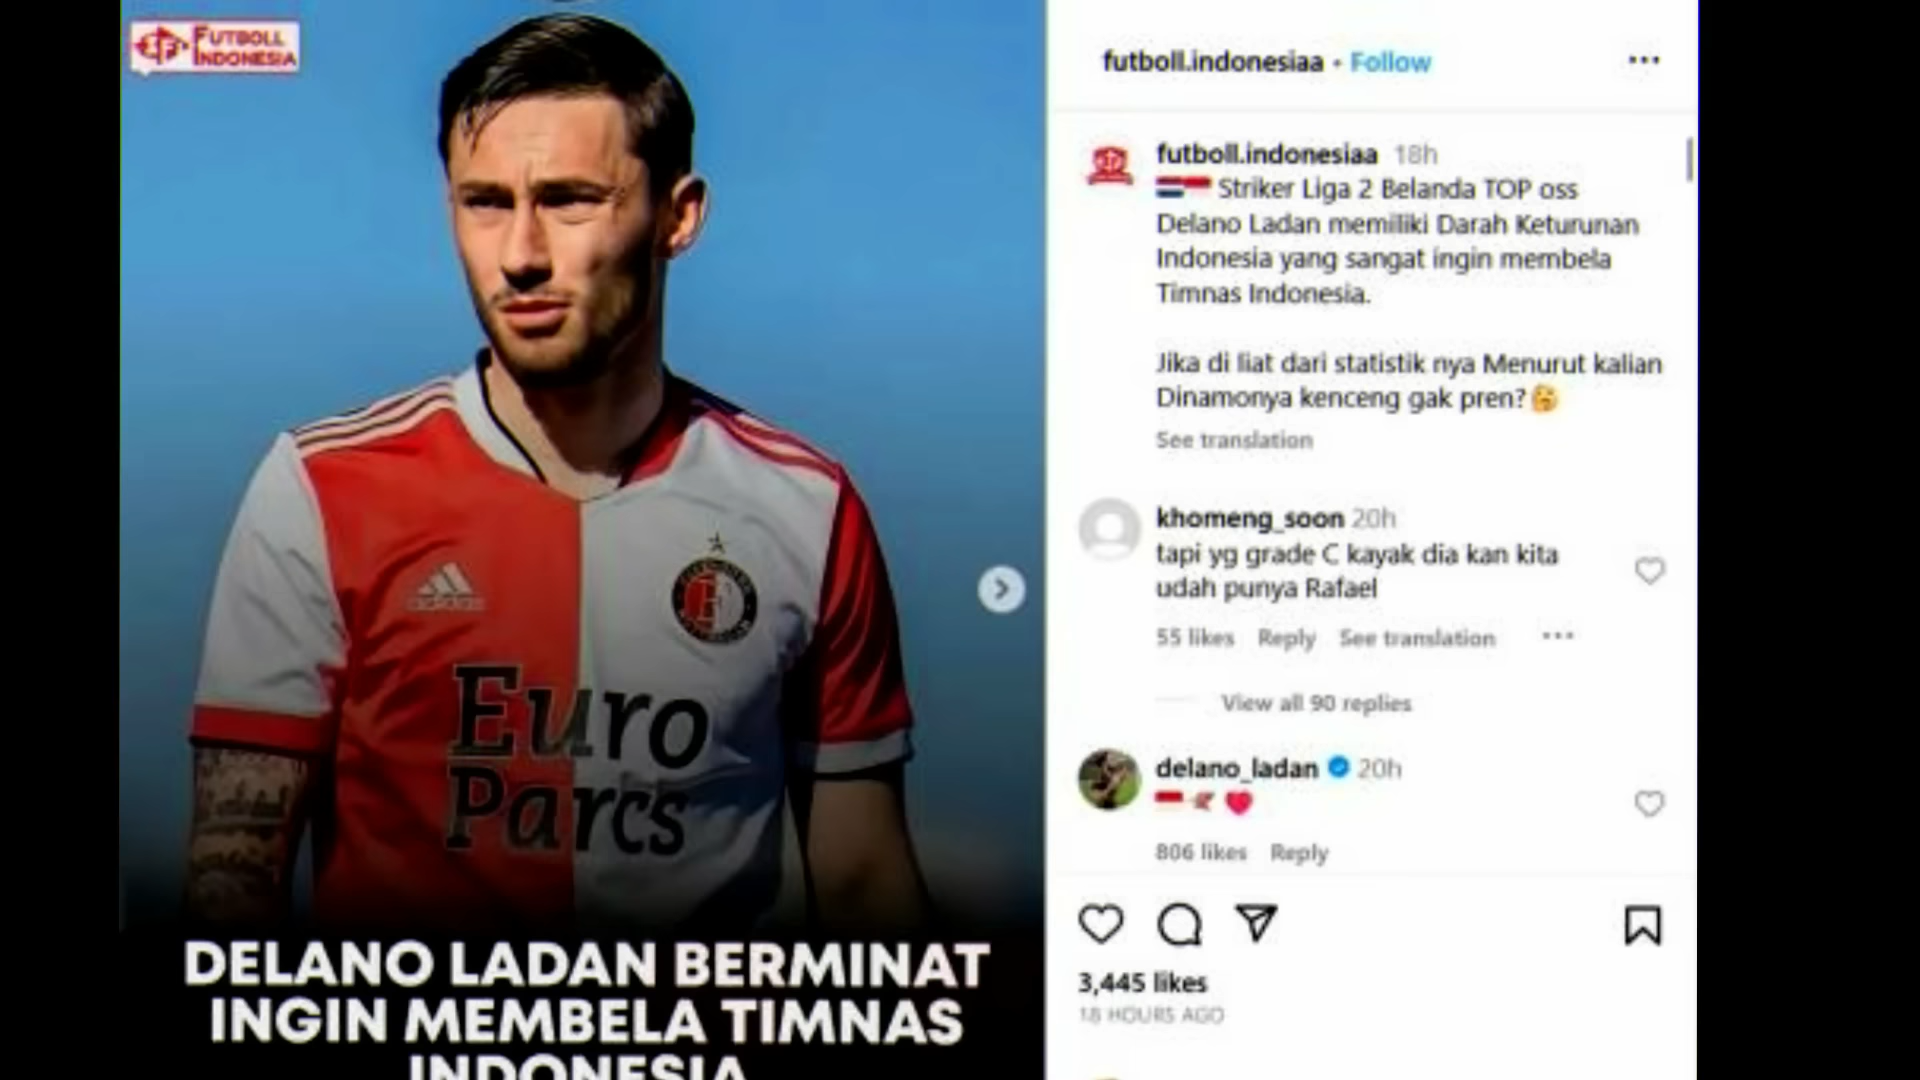 FUTBOLL
INDONESIA
Euro
Parcs
DELANO LADAN BERMINAT
INGIN MEMBELA TIMNAS
INDONESIA
futboll.indonesiaa • Follow
futboll.indonesiaa 18h
Striker Liga 2 Belanda TOP oss
Delano Ladan memiliki Darah Keturunan
Indonesia yang sangat ingin membela
Timnas Indonesia.
Jika di liat dari statistik nya Menurut kalian
Dinamonya kenceng gak pren?
See translation
khomeng_soon 20h
tapi yg grade C kayak dia kan kita
udah punya Rafael
55 likes Reply See translation
View all 90 replies
delano_ladan 20h
806 likes Reply
3,445 likes
18 HOURS AGO